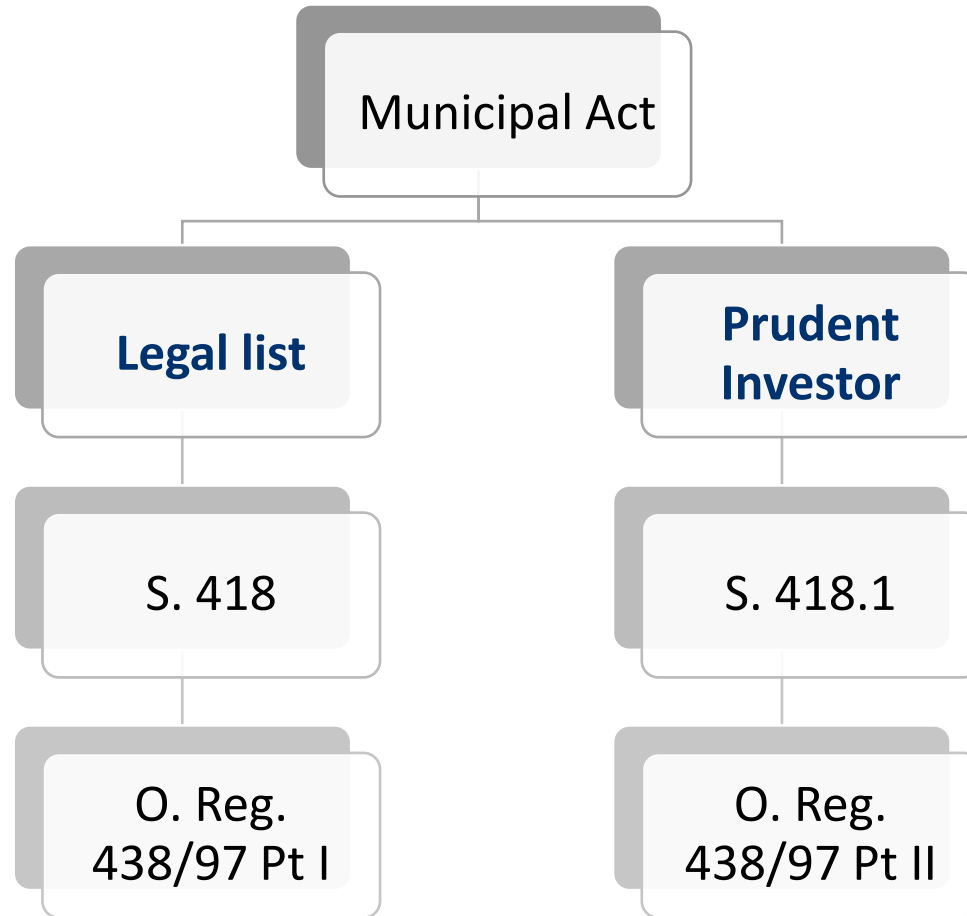 Municipal Act
Legal list
Prudent
Investor
S. 418
S. 418.1
O. Reg.
438/97 Pt I
O. Reg.
438/97 Pt II